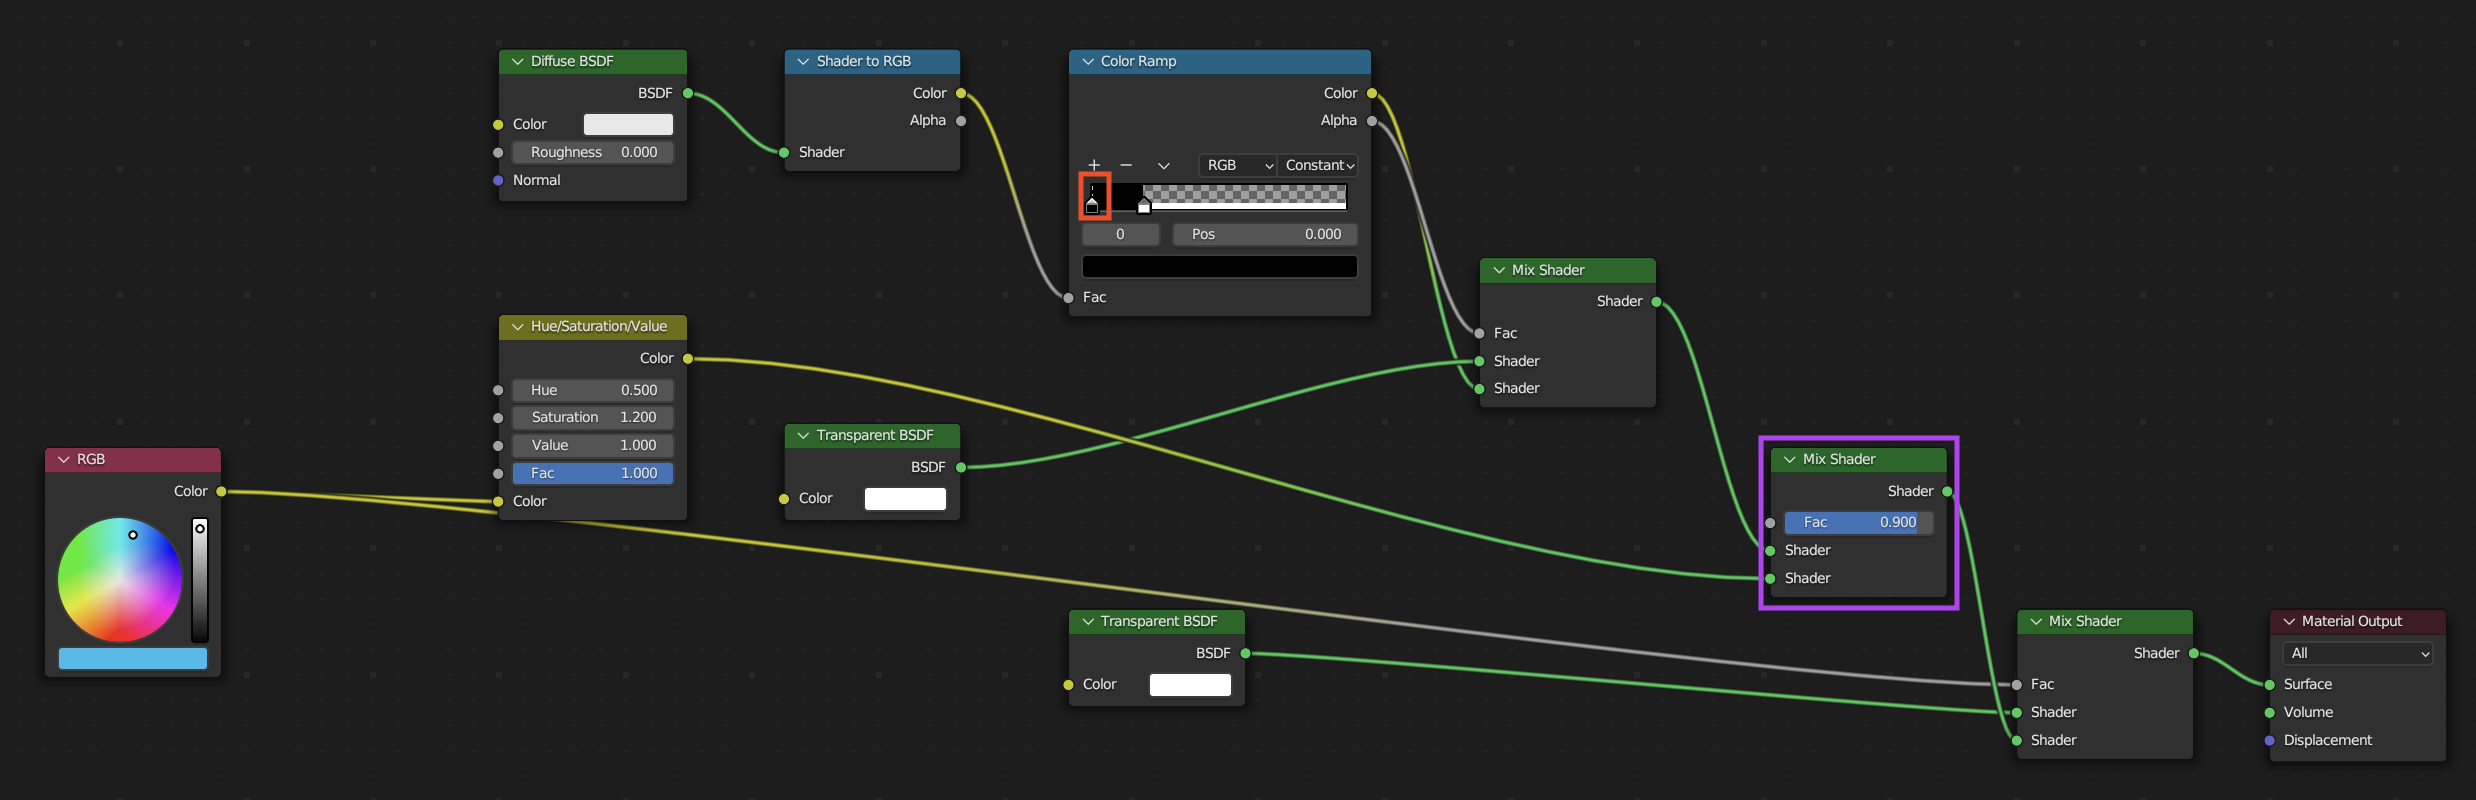 Diffuse BSDF
BSDF
Color
Roughness 0.000
Normal
Shader to RGB
Color
Alpha
Shader
Color Ramp
Color
Alpha
+ −
RGB
Constant
0
Pos 0.000
Fac
Mix Shader
Shader
Fac
Shader
Shader
Hue/Saturation/Value
Color
Hue 0.500
Saturation 1.200
Value 1.000
Fac 1.000
Color
Transparent BSDF
BSDF
Color
RGB
Color
Mix Shader
Shader
Fac 0.900
Shader
Shader
Transparent BSDF
BSDF
Color
Mix Shader
Shader
Fac
Shader
Shader
Material Output
All
Surface
Volume
Displacement